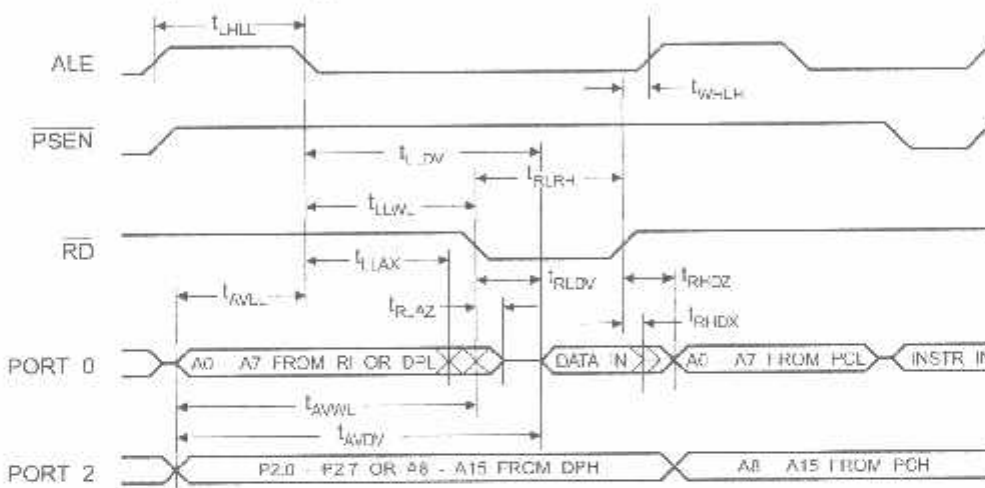 tLHLL
ALE
tWHLH
PSEN
tLLDV
tRLRH
tLLWL
RD
tLLAX
tRLDV
tRHDZ
tAVLL
tRLAZ
tRHDX
PORT 0
A0 - A7 FROM RI OR DPL
DATA IN
A0 - A7 FROM PCL
INSTR IN
tAVWL
tAVDV
PORT 2
P2.0 - P2.7 OR A8 - A15 FROM DPH
A8 - A15 FROM PCH